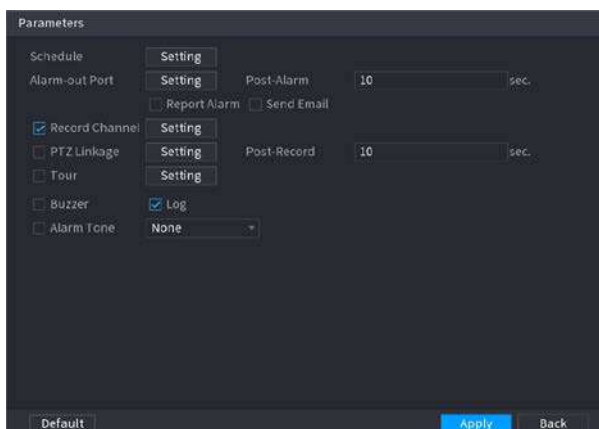 Parameters
Schedule Setting
Alarm-out Port Setting Post-Alarm 10 sec.
Report Alarm Send Email
Record Channel Setting
PTZ Linkage Setting Post-Record 10 sec.
Tour Setting
Buzzer Log
Alarm Tone None
Default Apply Back